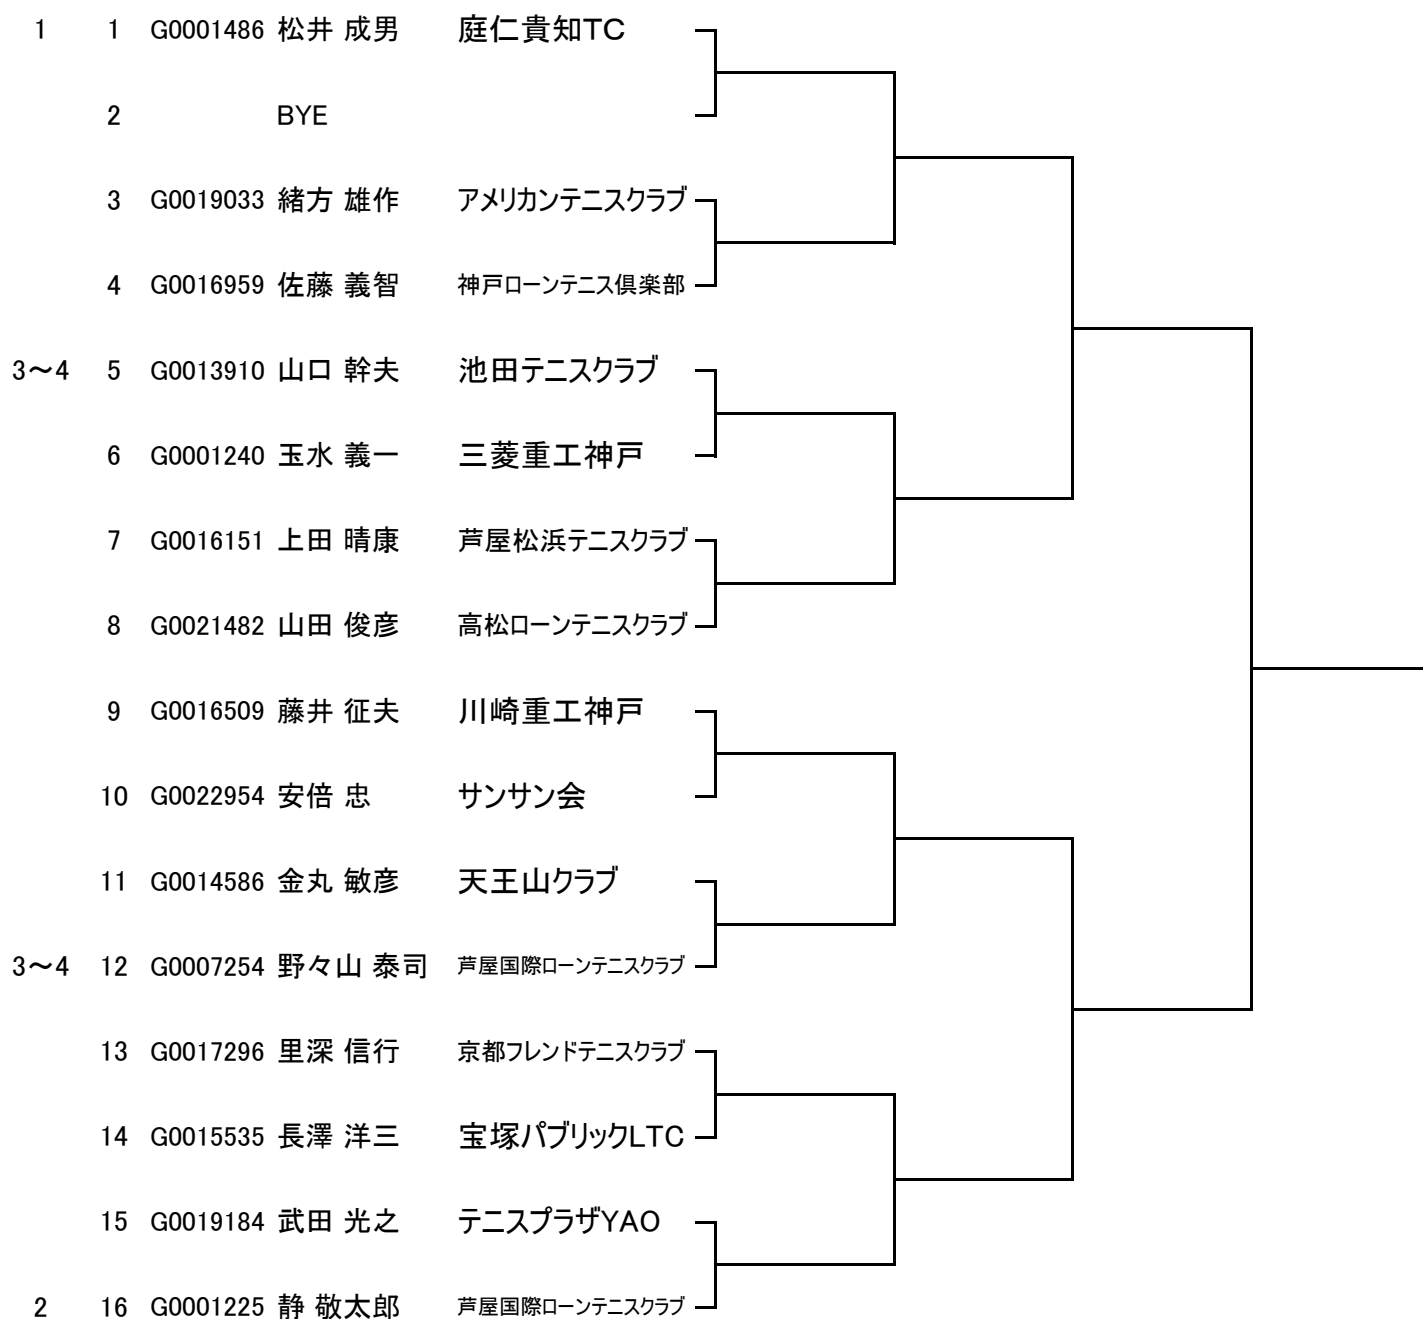 1 1 G0001486 松井 成男 庭仁貴知TC
2 BYE
3 G0019033 緒方 雄作 アメリカンテニスクラブ
4 G0016959 佐藤 義智 神戸ローンテニス倶楽部
3～4 5 G0013910 山口 幹夫 池田テニスクラブ
6 G0001240 玉水 義一 三菱重工神戸
7 G0016151 上田 晴康 芦屋松浜テニスクラブ
8 G0021482 山田 俊彦 高松ローンテニスクラブ
9 G0016509 藤井 征夫 川崎重工神戸
10 G0022954 安倍 忠 サンサン会
11 G0014586 金丸 敏彦 天王山クラブ
3～4 12 G0007254 野々山 泰司 芦屋国際ローンテニスクラブ
13 G0017296 里深 信行 京都フレンドテニスクラブ
14 G0015535 長澤 洋三 宝塚パブリックLTC
15 G0019184 武田 光之 テニスプラザYAO
2 16 G0001225 静 敬太郎 芦屋国際ローンテニスクラブ